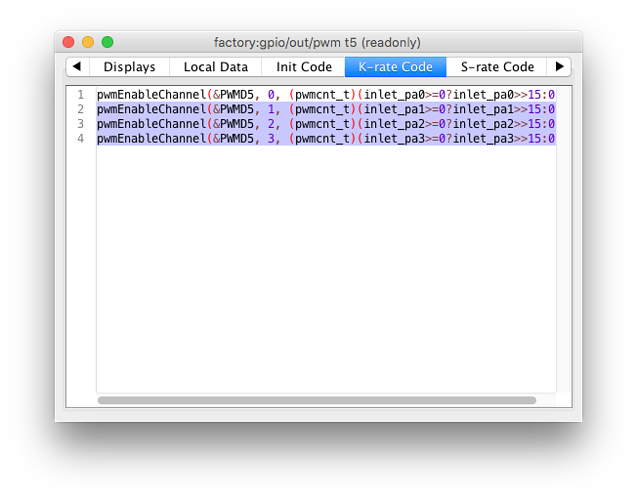 factory:gpio/out/pwm t5 (readonly)
Displays Local Data Init Code K-rate Code S-rate Code
1 pwmEnableChannel(&PWMD5, 0, (pwmcnt_t)(inlet_pa0>=0?inlet_pa0>>15:0
2 pwmEnableChannel(&PWMD5, 1, (pwmcnt_t)(inlet_pa1>=0?inlet_pa1>>15:0
3 pwmEnableChannel(&PWMD5, 2, (pwmcnt_t)(inlet_pa2>=0?inlet_pa2>>15:0
4 pwmEnableChannel(&PWMD5, 3, (pwmcnt_t)(inlet_pa3>=0?inlet_pa3>>15:0